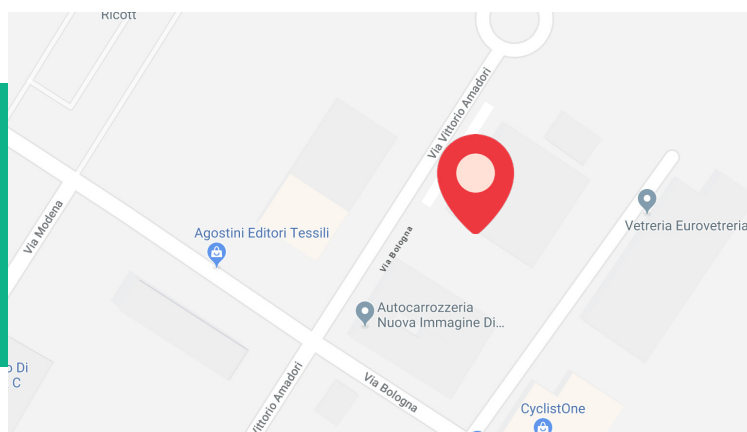 Ricott
Via Vittorio Amadori
Via Modena
Agostini Editori Tessili
Via Bologna
Vetreria Eurovetreria
Autocarrozzeria
Nuova Immagine Di...
o Di
C
Vittorio Amadori
Via Bologna
CyclistOne